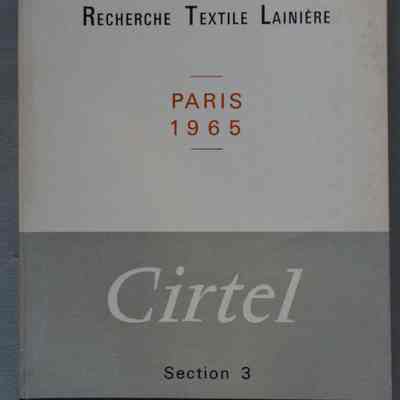 RECHERCHE TEXTILE LAINIÈRE
PARIS
1965
Cirtel
Section 3